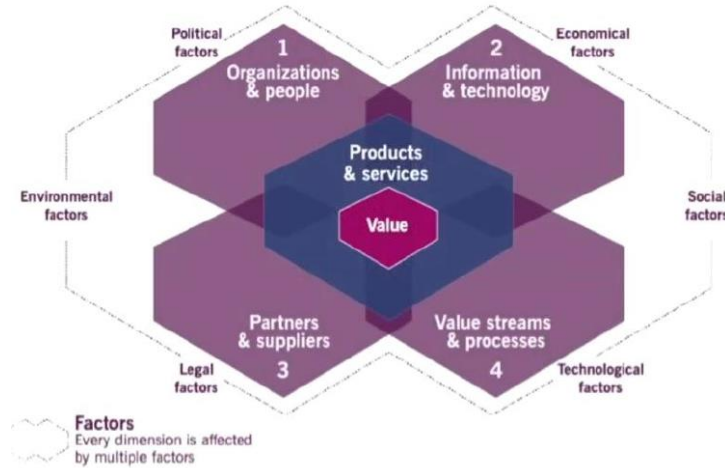 Political
factors
Economical
factors
1
Organizations
& people
2
Information
& technology
Products
& services
Value
Environmental
factors
Social
factors
Partners
& suppliers
3
Value streams
& processes
4
Legal
factors
Technological
factors
Factors
Every dimension is affected
by multiple factors